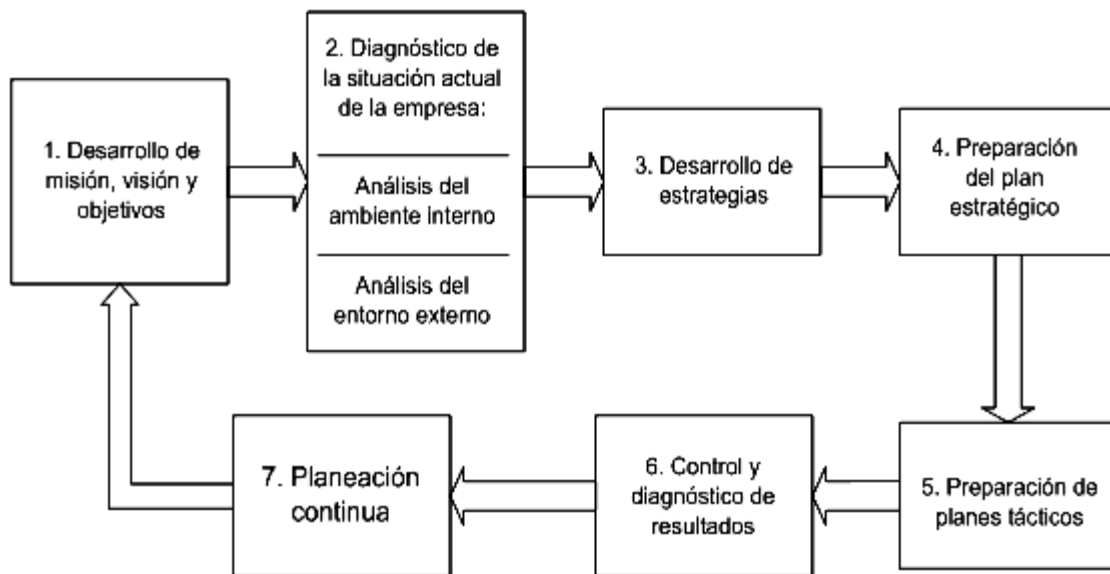 1. Desarrollo de
misión, visión y
objetivos
2. Diagnóstico de
la situación actual
de la empresa:
Análisis del
ambiente interno
Análisis del
entorno externo
3. Desarrollo de
estrategias
4. Preparación
del plan
estratégico
5. Preparación de
planes tácticos
6. Control y
diagnóstico de
resultados
7. Planeación
continua